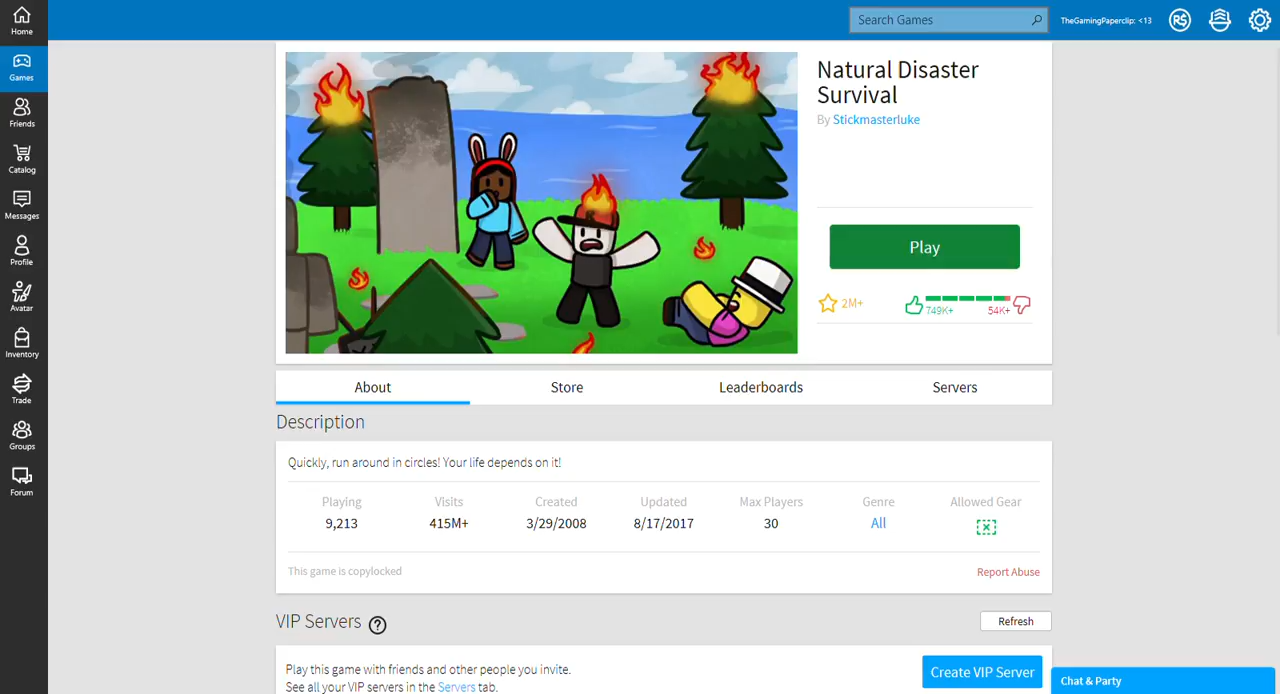 Home
Games
Friends
Catalog
Messages
Profile
Avatar
Inventory
Trade
Groups
Forum
Search Games
TheGamingPaperclip: <13
R$
Natural Disaster
Survival
By Stickmasterluke
Play
2M+
749K+
54K+
About
Store
Leaderboards
Servers
Description
Quickly, run around in circles! Your life depends on it!
Playing
Visits
Created
Updated
Max Players
Genre
Allowed Gear
9,213
415M+
3/29/2008
8/17/2017
30
All
This game is copylocked
Report Abuse
VIP Servers ?
Refresh
Play this game with friends and other people you invite.
See all your VIP servers in the Servers tab.
Create VIP Server
Chat & Party